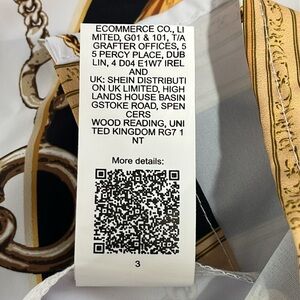 ECOMMERCE CO., LI
MITED, G01 & 101, T/A
GRAFTER OFFICES, 5
5 PERCY PLACE, DUB
LIN, 4 D04 E1W7 IREL
AND
UK: SHEIN DISTRIBUTI
ON UK LIMITED, HIGH
LANDS HOUSE BASIN
GSTOKE ROAD, SPEN
CERS
WOOD READING, UNI
TED KINGDOM RG7 1
NT
More details:
3